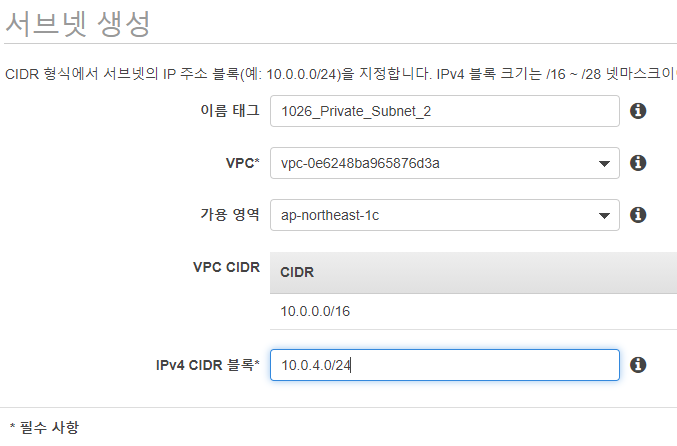 서브넷 생성
CIDR 형식에서 서브넷의 IP 주소 블록(예: 10.0.0.0/24)을 지정합니다. IPv4 블록 크기는 /16 ~ /28 넷마스크이
이름 태그 1026_Private_Subnet_2
VPC* vpc-0e6248ba965876d3a
가용 영역 ap-northeast-1c
VPC CIDR CIDR
10.0.0.0/16
IPv4 CIDR 블록* 10.0.4.0/24
* 필수 사항